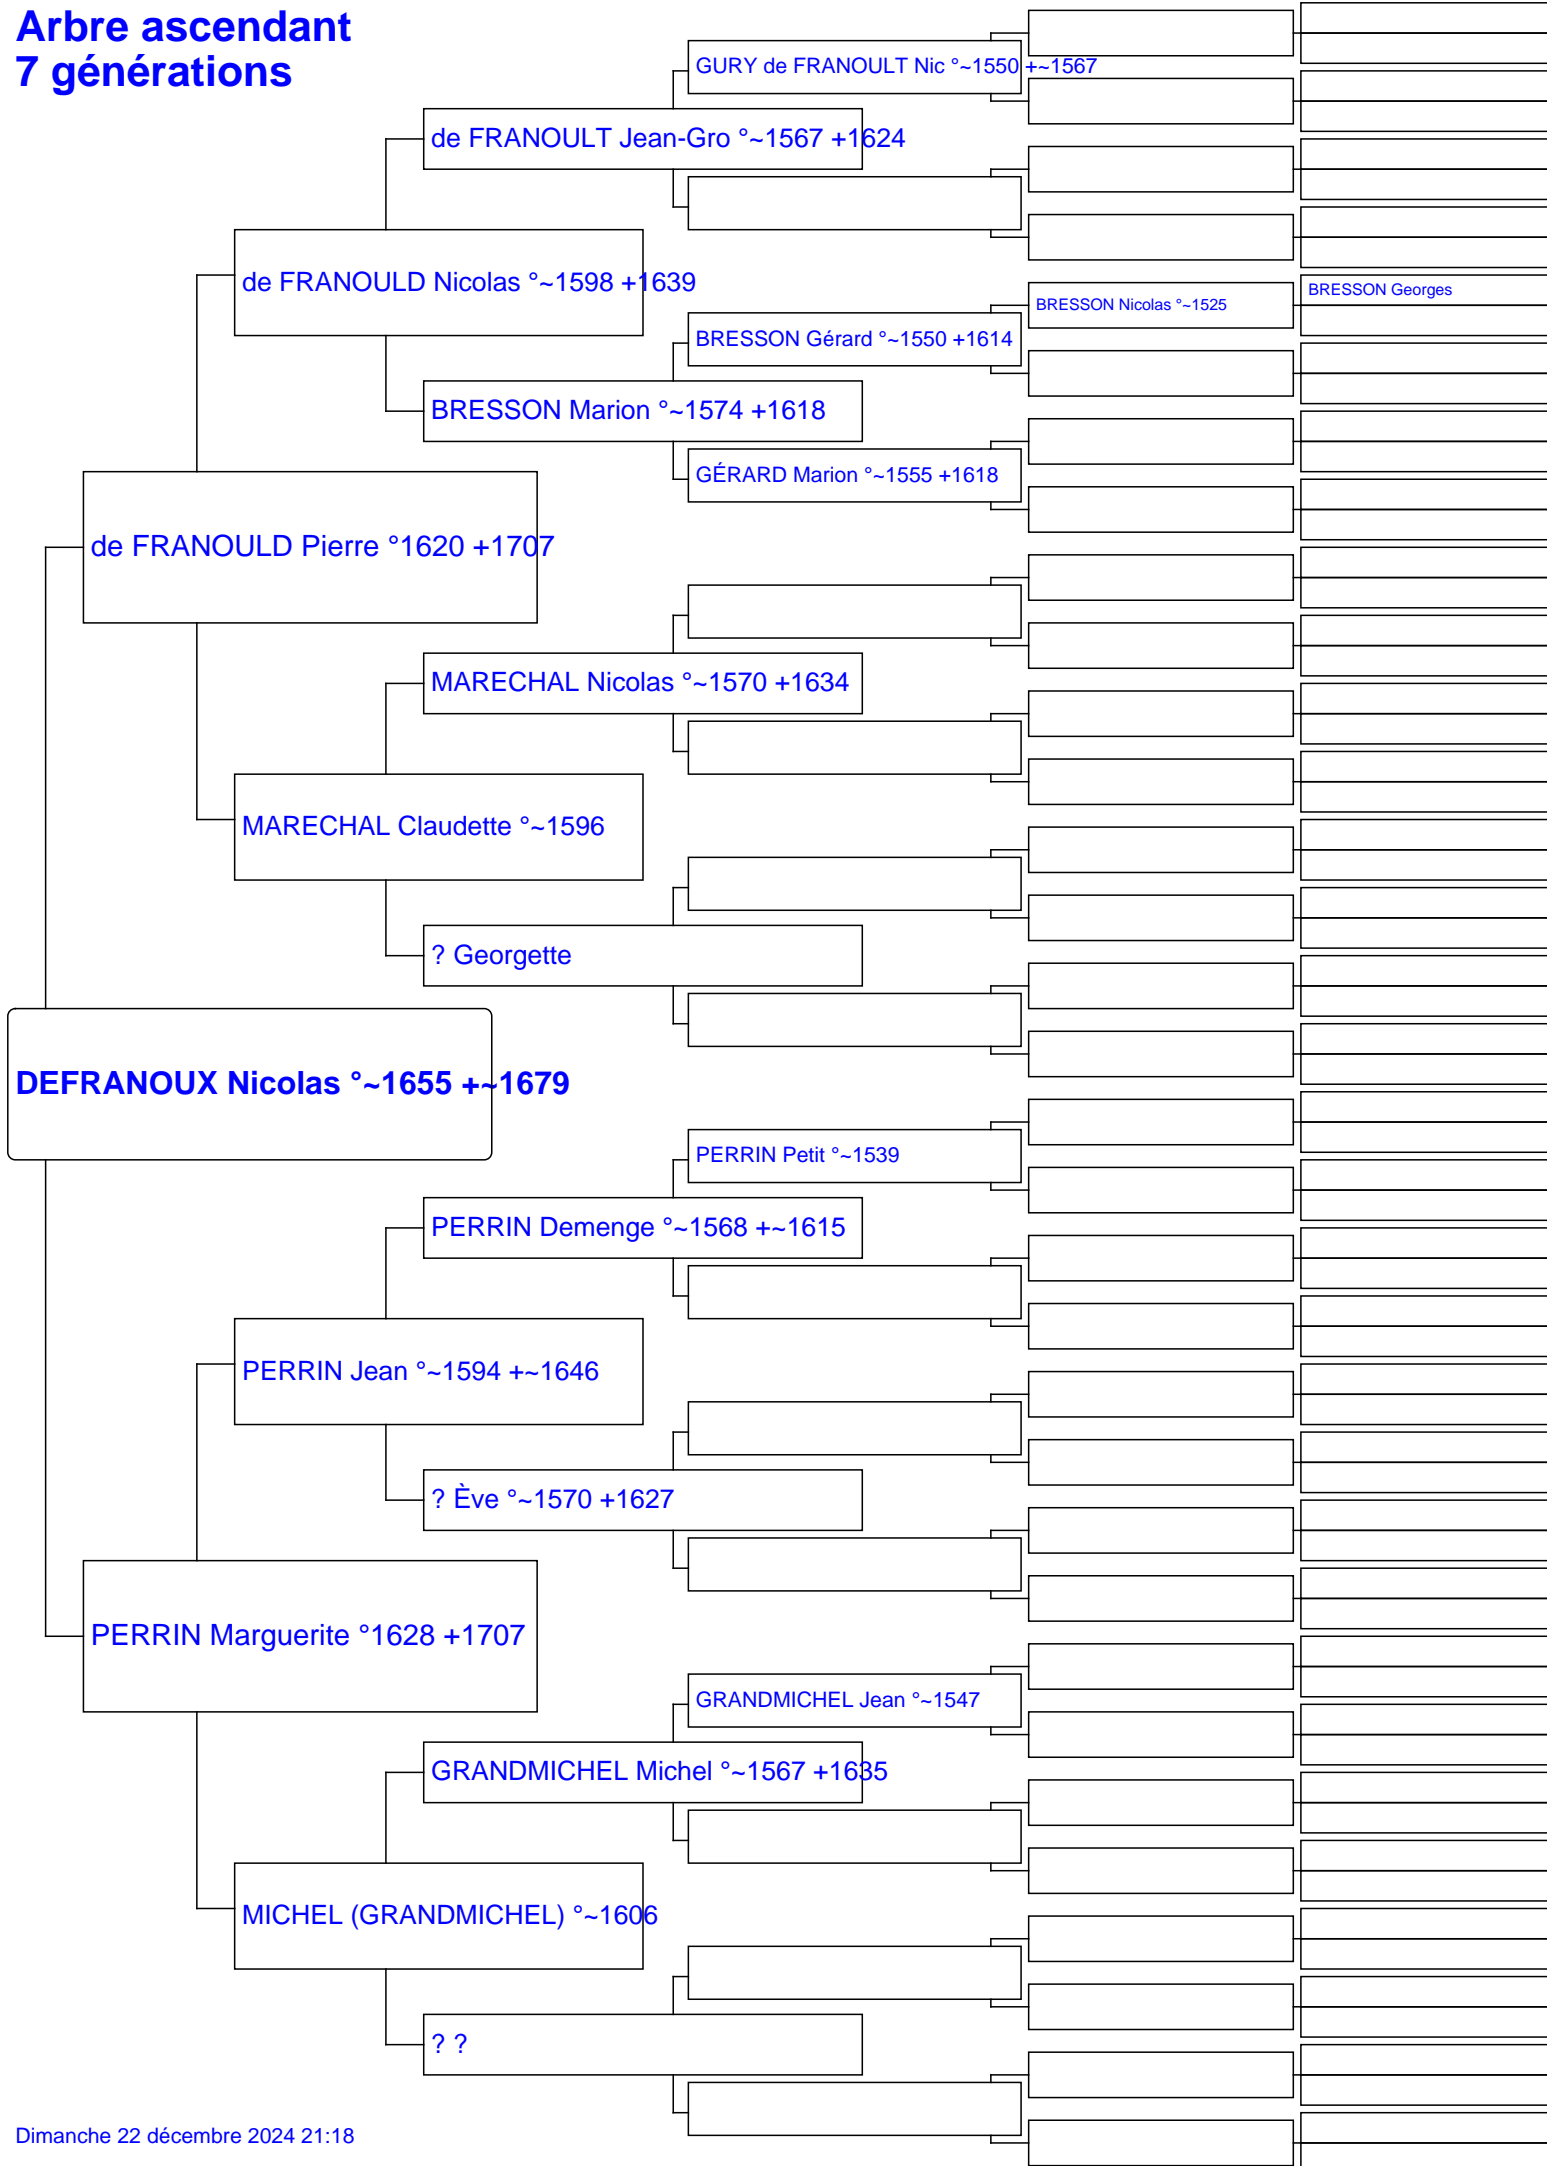 Arbre ascendant
7 générations
GURY de FRANOULT Nic °~1550 +~1567
de FRANOULT Jean-Gro °~1567 +1624
de FRANOULD Nicolas °~1598 +1639
BRESSON Georges
BRESSON Nicolas °~1525
BRESSON Gérard °~1550 +1614
BRESSON Marion °~1574 +1618
GÉRARD Marion °~1555 +1618
de FRANOULD Pierre °1620 +1707
MARECHAL Nicolas °~1570 +1634
MARECHAL Claudette °~1596
? Georgette
DEFRANOUX Nicolas °~1655 +~1679
PERRIN Petit °~1539
PERRIN Demenge °~1568 +~1615
PERRIN Jean °~1594 +~1646
? Ève °~1570 +1627
PERRIN Marguerite °1628 +1707
GRANDMICHEL Jean °~1547
GRANDMICHEL Michel °~1567 +1635
MICHEL (GRANDMICHEL) °~1606
? ?
Dimanche 22 décembre 2024 21:18